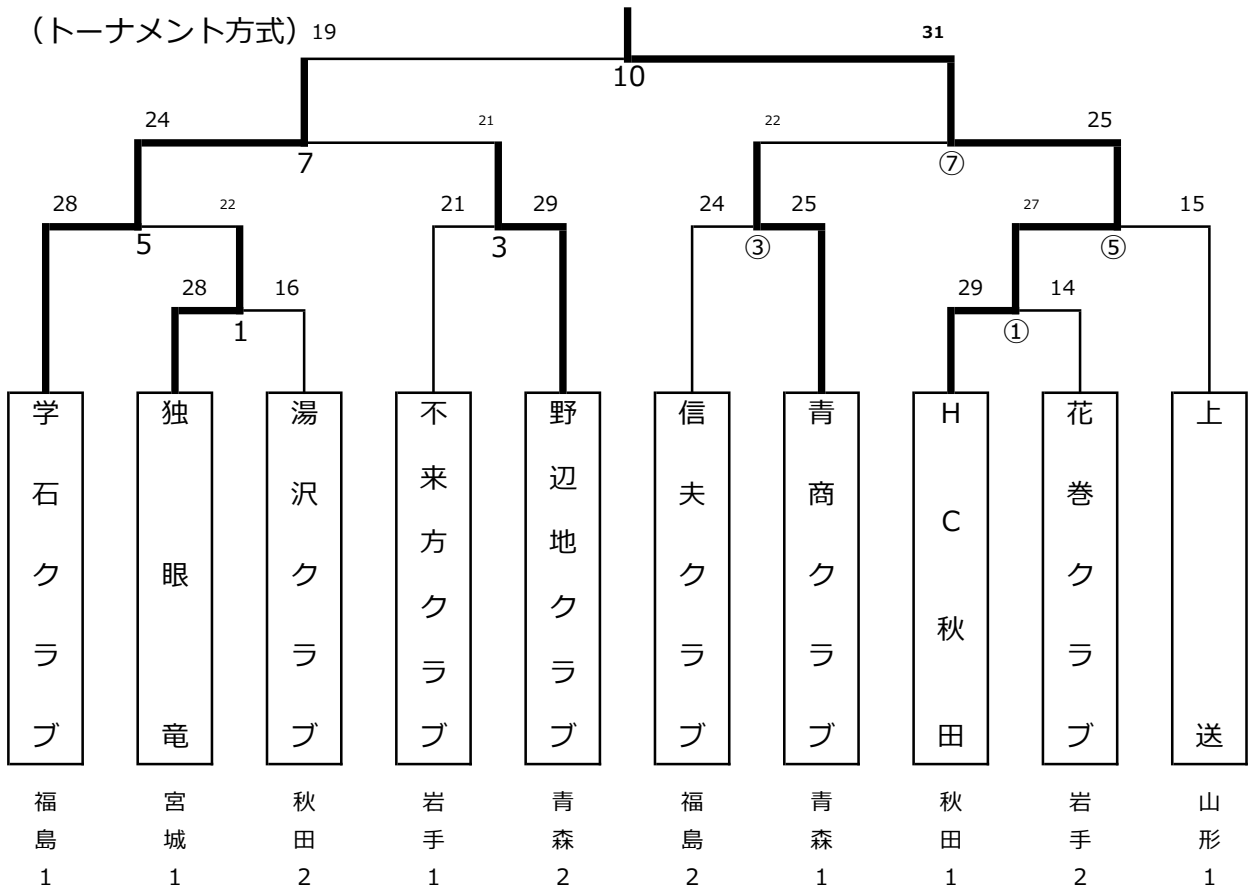 (トーナメント方式) 19 31
10
24 21 22 25
7 ⑦
28 22 21 29 24 25 27 15
5 3 ③ ⑤
28 16 29 14
1 ①
学石クラブ
独眼竜
湯沢クラブ
不来方クラブ
野辺地クラブ
信夫クラブ
青商クラブ
HC秋田
花巻クラブ
上送
福島1
宮城1
秋田2
岩手1
青森2
福島2
青森1
秋田1
岩手2
山形1